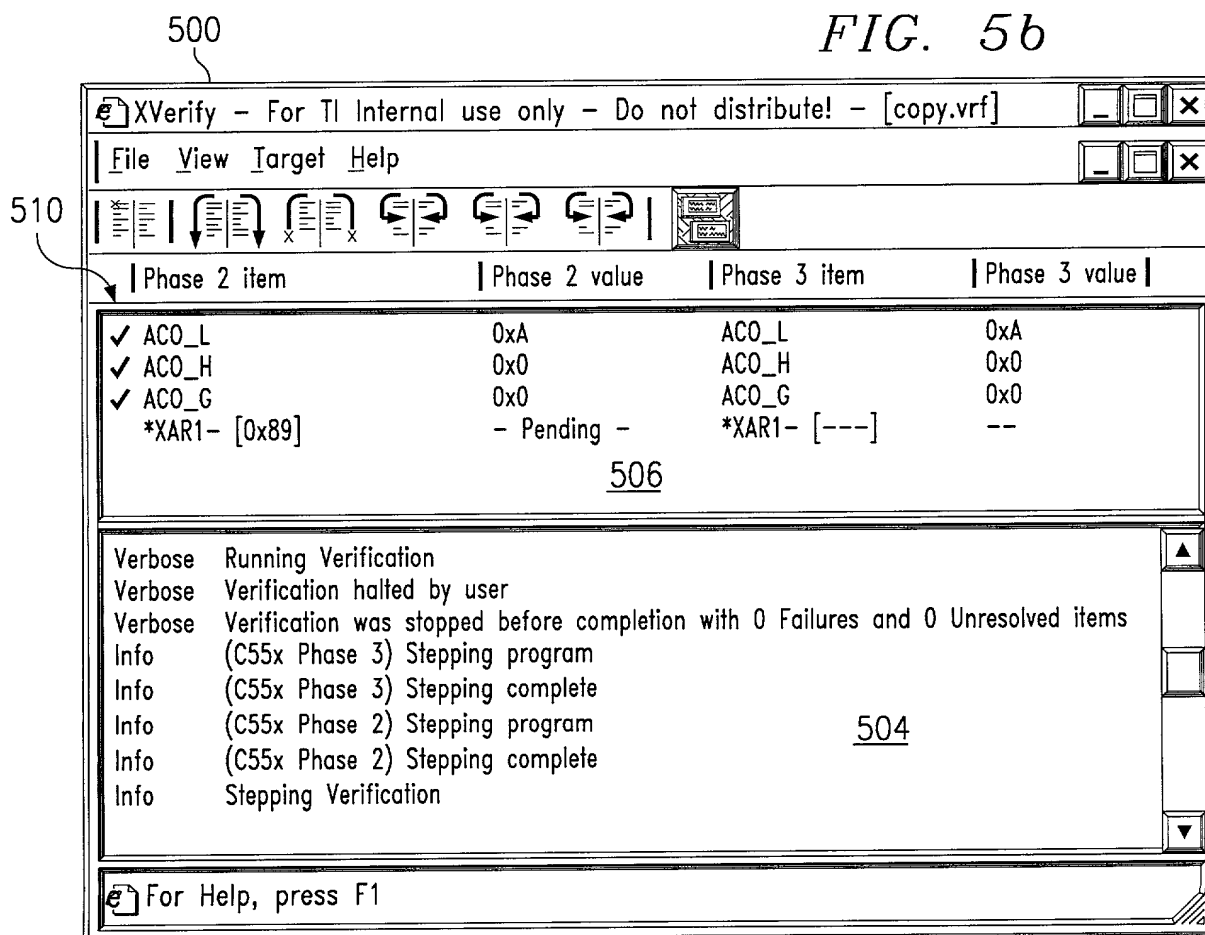 FIG. 5b
500
XVerify - For TI Internal use only - Do not distribute! - [copy.vrf]
File View Target Help
510
Phase 2 item Phase 2 value Phase 3 item Phase 3 value
✓ AC0_L 0xA AC0_L 0xA
✓ AC0_H 0x0 AC0_H 0x0
✓ AC0_G 0x0 AC0_G 0x0
*XAR1- [0x89] - Pending - *XAR1- [---] --
506
Verbose Running Verification
Verbose Verification halted by user
Verbose Verification was stopped before completion with 0 Failures and 0 Unresolved items
Info (C55x Phase 3) Stepping program
Info (C55x Phase 3) Stepping complete
Info (C55x Phase 2) Stepping program
504
Info (C55x Phase 2) Stepping complete
Info Stepping Verification
For Help, press F1